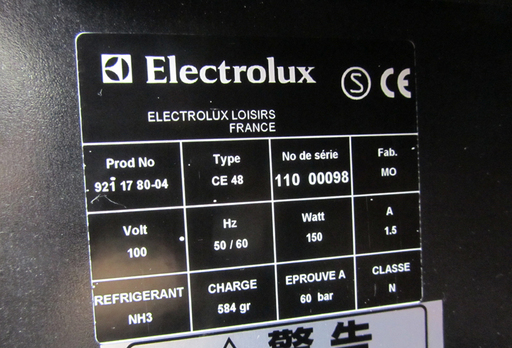 Electrolux
S CE
ELECTROLUX LOISIRS
FRANCE
Prod No Type No de série Fab.
921 17 80-04 CE 48 110 00098 MO
Volt Hz Watt A
100 50 / 60 150 1.5
REFRIGERANT CHARGE EPROUVE A CLASSE
NH3 584 gr 60 bar N
警告